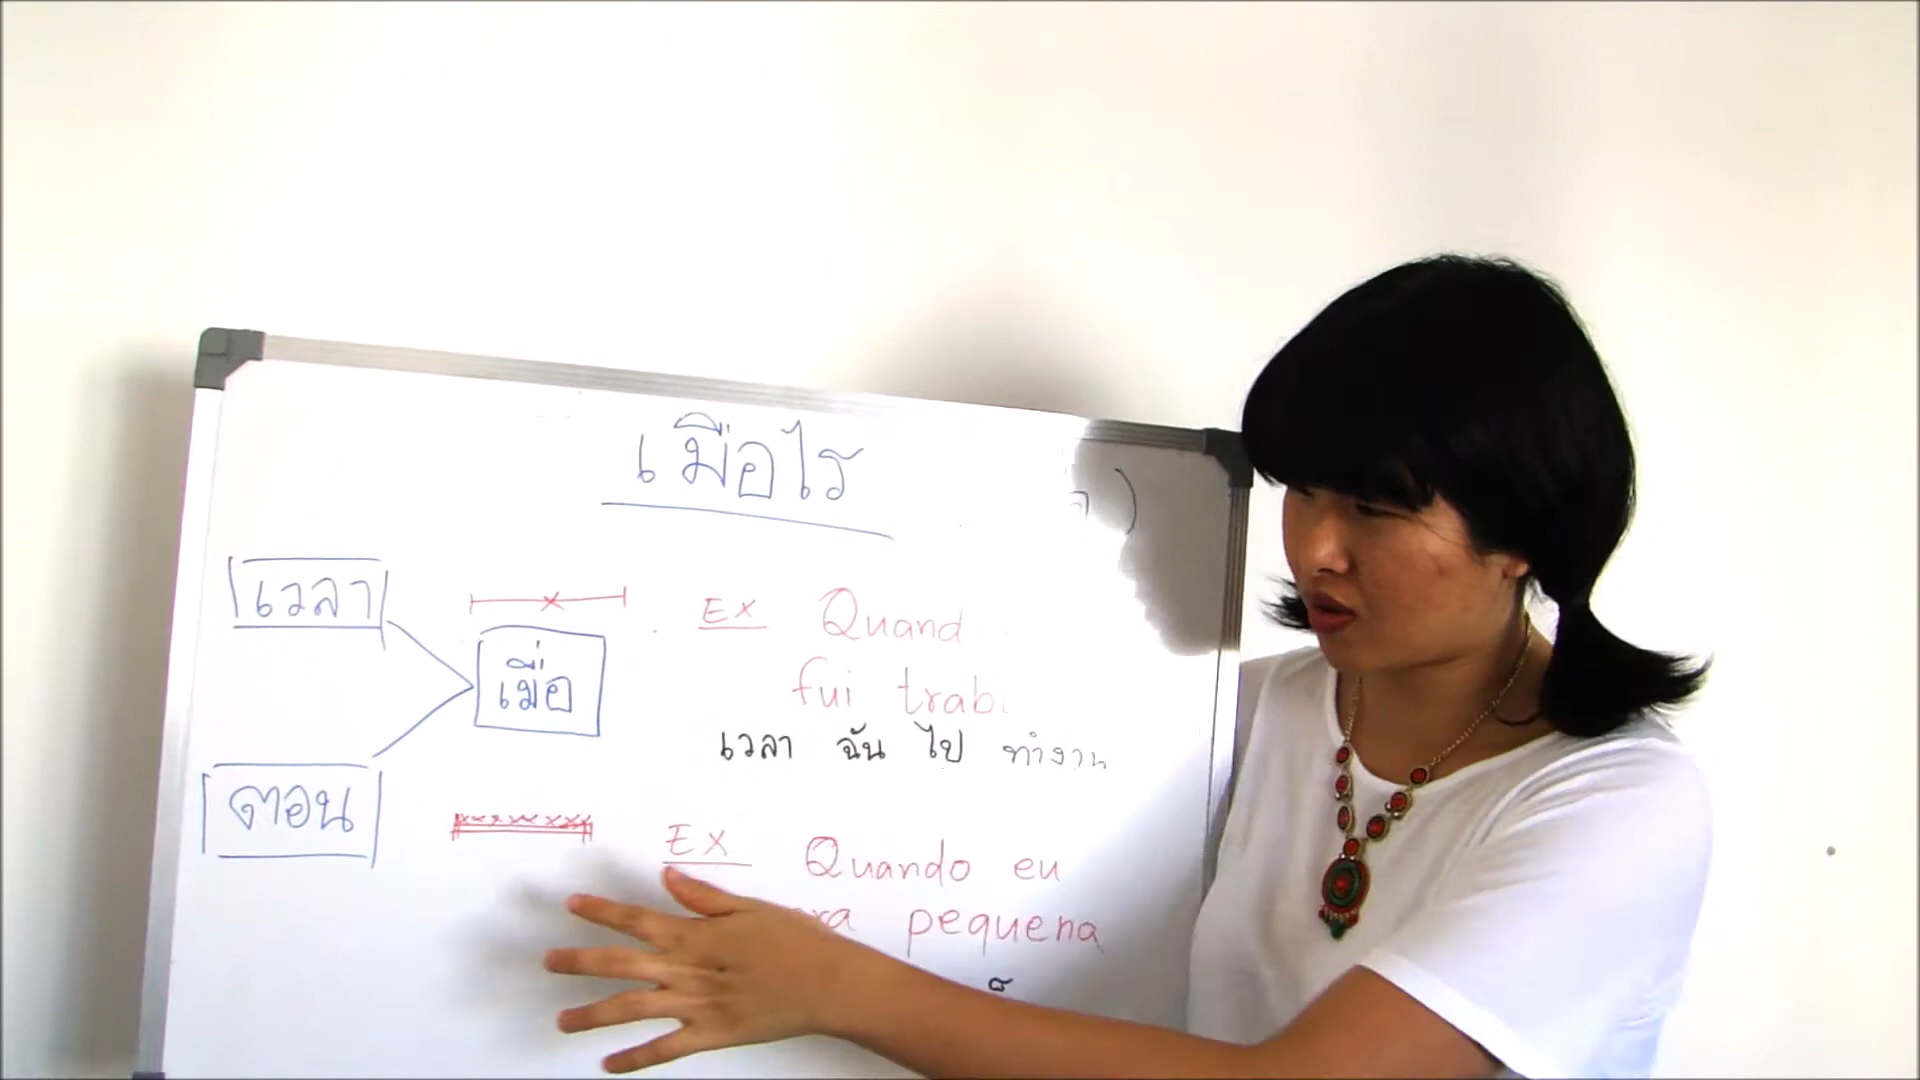 เมื่อไร
เวลา
เมื่อ
EX Quand
fui trab
เวลา ฉัน ไป ทำงาน
ตอน
EX Quando eu
pequena